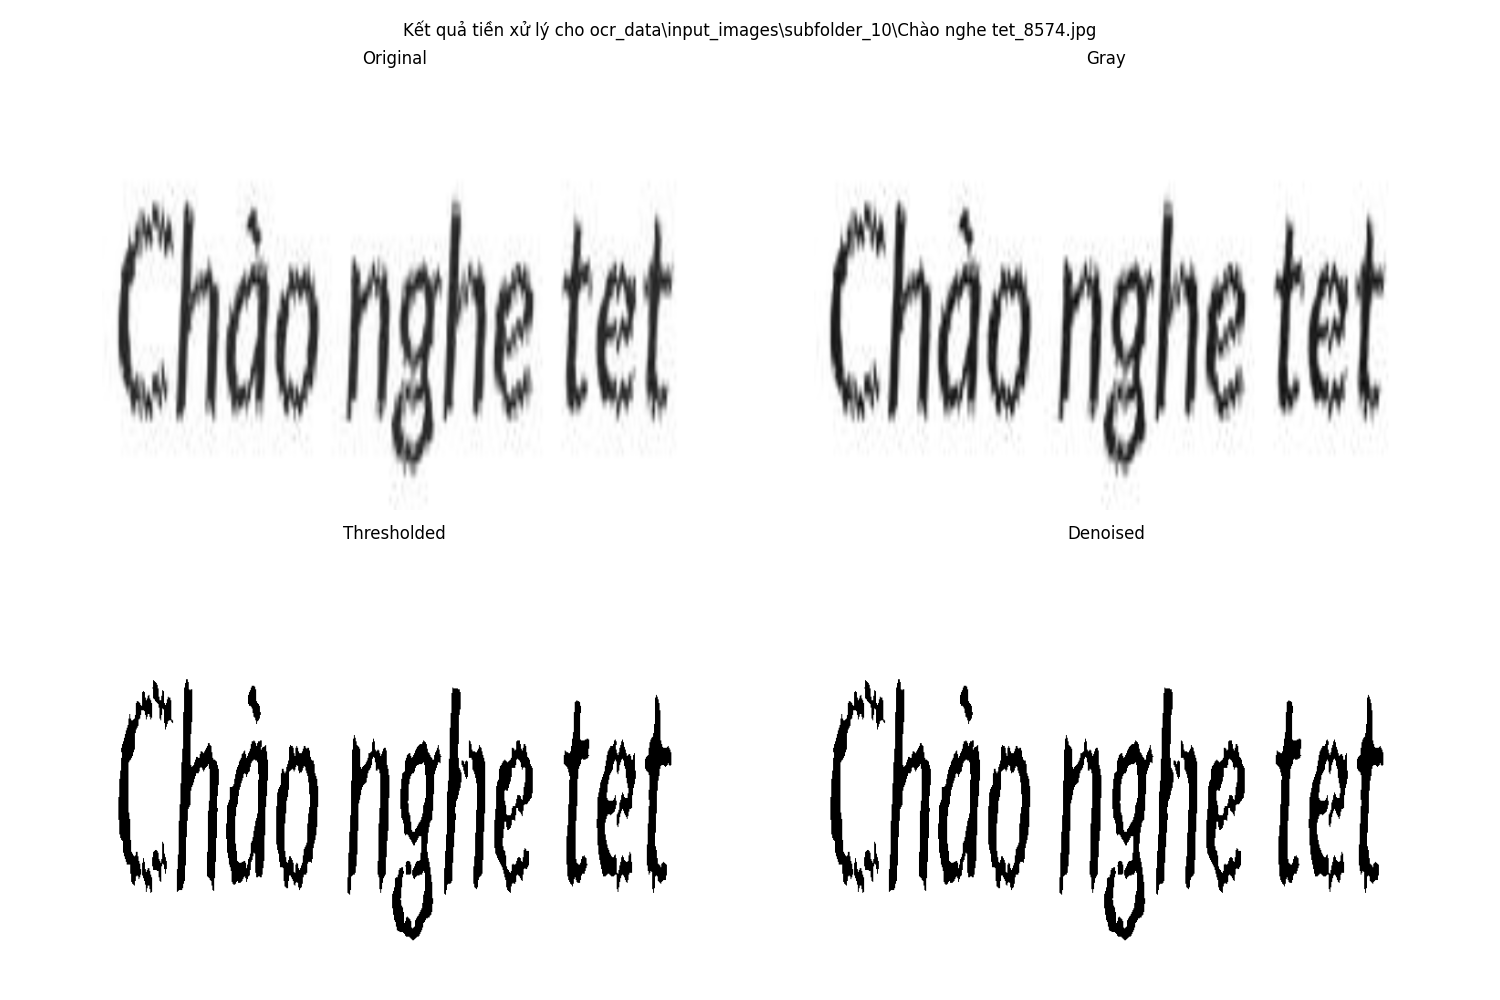 Kết quả tiền xử lý cho ocr_data\input_images\subfolder_10\Chào nghe tet_8574.jpg
Original
Gray
Chào nghe tet
Chào nghe tet
Thresholded
Denoised
Chào nghe tet
Chào nghe tet